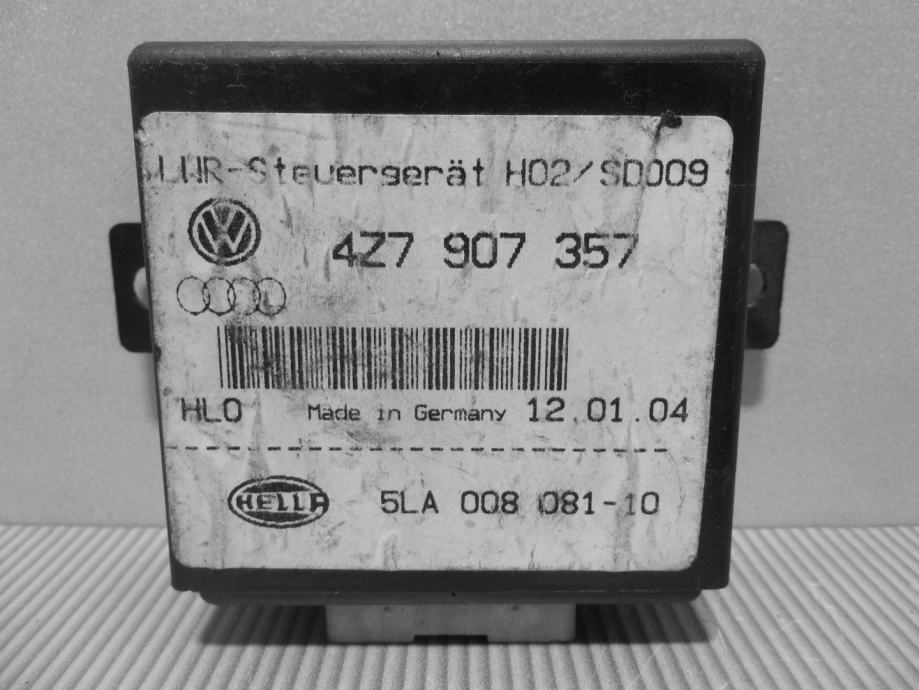 LWR-Steuergerät H02/SD009
VW
4Z7 907 357
HLO Made in Germany 12.01.04
HELLA 5LA 008 081-10